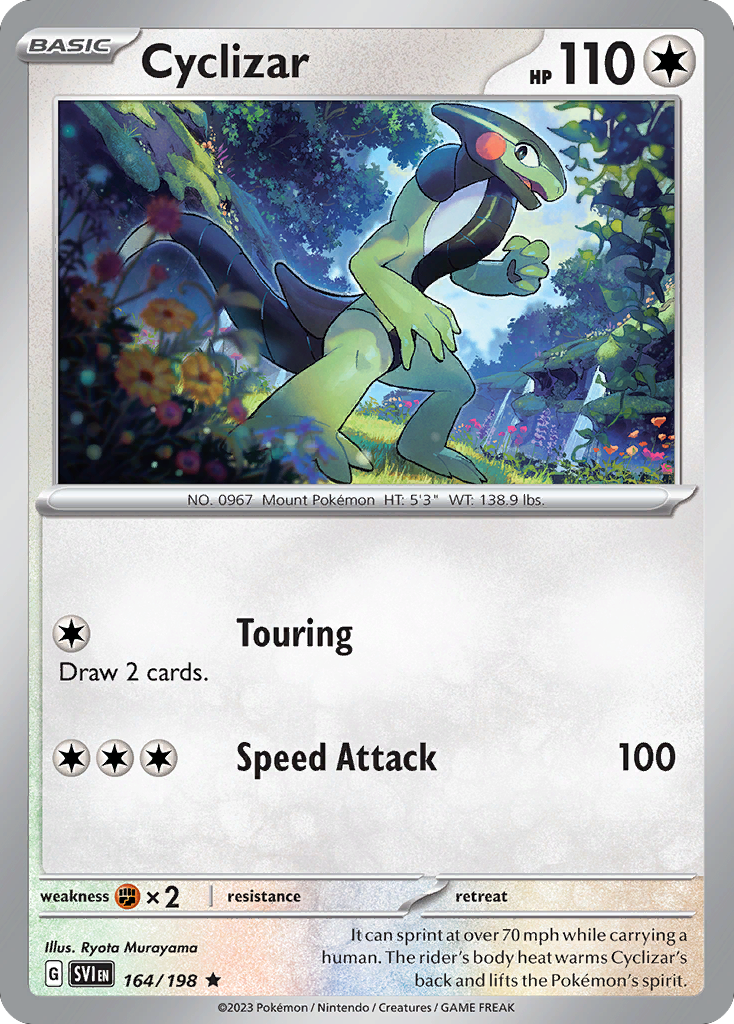 BASIC
Cyclizar
HP 110
NO. 0967 Mount Pokémon HT: 5'3" WT: 138.9 lbs.
Touring
Draw 2 cards.
Speed Attack 100
weakness ×2 resistance retreat
Illus. Ryota Murayama
It can sprint at over 70 mph while carrying a
human. The rider's body heat warms Cyclizar's
back and lifts the Pokémon's spirit.
G SVI EN 164/198 ★
©2023 Pokémon / Nintendo / Creatures / GAME FREAK